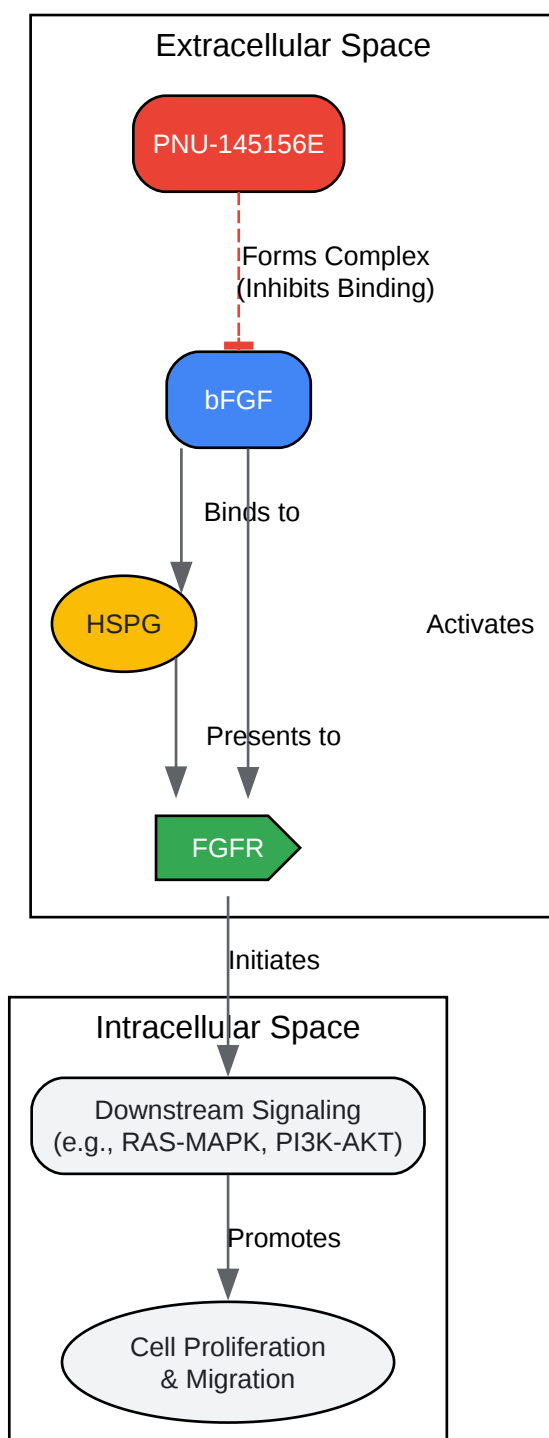 Extracellular Space
PNU-145156E
Forms Complex
(Inhibits Binding)
bFGF
Binds to
HSPG
Activates
Presents to
FGFR
Initiates
Intracellular Space
Downstream Signaling
(e.g., RAS-MAPK, PI3K-AKT)
Promotes
Cell Proliferation
& Migration